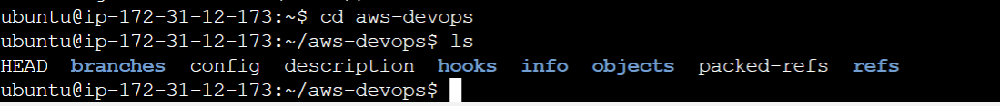 ubuntu@ip-172-31-12-173:~$ cd aws-devops
ubuntu@ip-172-31-12-173:~/aws-devops$ ls
HEAD  branches  config  description  hooks  info  objects  packed-refs  refs
ubuntu@ip-172-31-12-173:~/aws-devops$